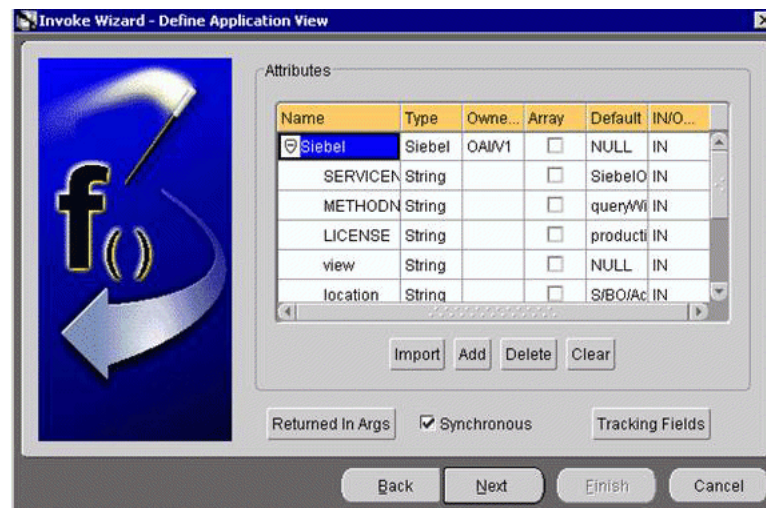 Invoke Wizard - Define Application View
Attributes
Name Type Owne... Array Default IN/O...
Siebel Siebel OAI/V1 NULL IN
SERVICEN String SiebelO IN
METHODN String queryWi IN
LICENSE String producti IN
view String NULL IN
location String S/BO/Ac IN
Import Add Delete Clear
Returned In Args Synchronous Tracking Fields
Back Next Finish Cancel
f()